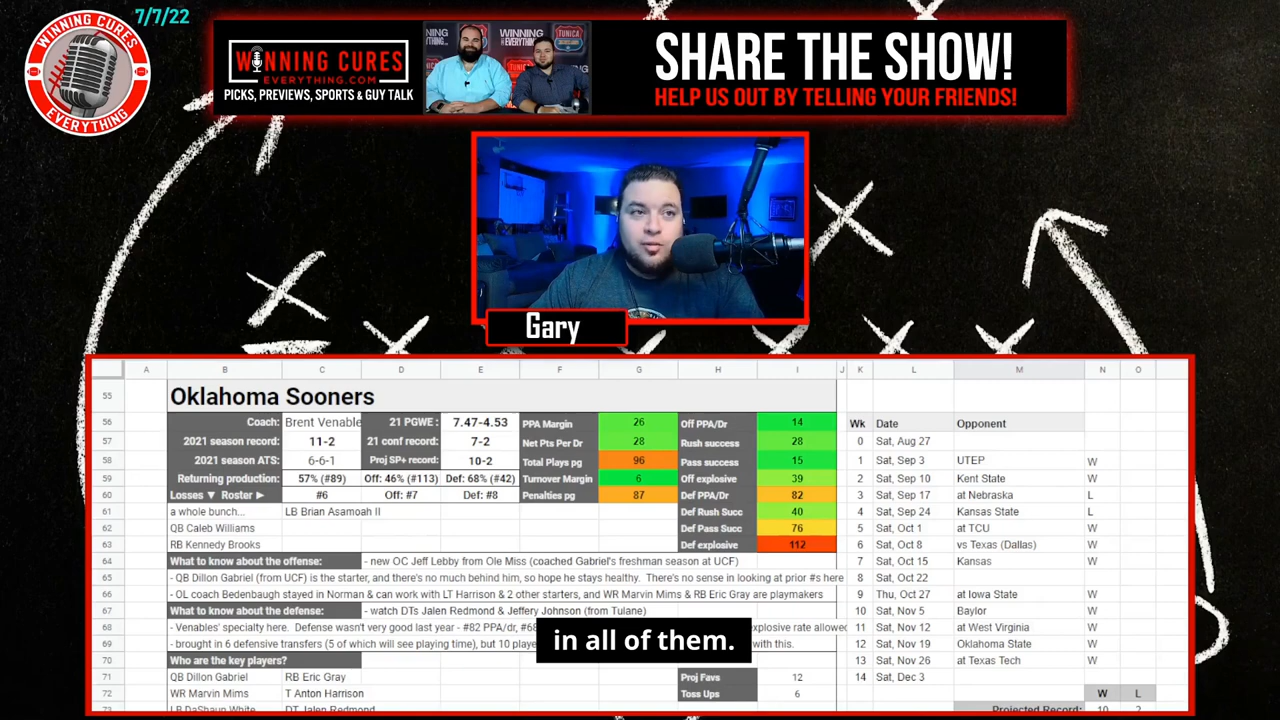 7/7/22
WINNING CURES
EVERYTHING
WINNING CURES
EVERYTHING.COM
PICKS, PREVIEWS, SPORTS & GUY TALK
SHARE THE SHOW!
HELP US OUT BY TELLING YOUR FRIENDS!
Gary
A B C D E F G H I J K L M N O
55 Oklahoma Sooners
56 Coach: Brent Venable 21 PGWE : 7.47-4.53 PPA Margin 26 Off PPA/Dr 14 Wk Date Opponent
57 2021 season record: 11-2 21 conf record: 7-2 Net Pts Per Dr 28 Rush success 28 0 Sat, Aug 27
58 2021 season ATS: 6-6-1 Proj SP+ record: 10-2 Total Plays pg 96 Pass success 15 1 Sat, Sep 3 UTEP W
59 Returning production: 57% (#89) Off: 46% (#113) Def: 68% (#42) Turnover Margin 6 Off explosive 39 2 Sat, Sep 10 Kent State W
60 Losses ▼ Roster ► #6 Off: #7 Def: #8 Penalties pg 87 Def PPA/Dr 82 3 Sat, Sep 17 at Nebraska L
61 a whole bunch... LB Brian Asamoah II Def Rush Succ 40 4 Sat, Sep 24 Kansas State L
62 QB Caleb Williams Def Pass Succ 76 5 Sat, Oct 1 at TCU W
63 RB Kennedy Brooks Def explosive 112 6 Sat, Oct 8 vs Texas (Dallas) W
64 What to know about the offense: - new OC Jeff Lebby from Ole Miss (coached Gabriel's freshman season at UCF) 7 Sat, Oct 15 Kansas W
65 - QB Dillon Gabriel (from UCF) is the starter, and there's no much behind him, so hope he stays healthy. There's no sense in looking at prior #s here 8 Sat, Oct 22
66 - OL coach Bedenbaugh stayed in Norman & can work with LT Harrison & 2 other starters, and WR Marvin Mims & RB Eric Gray are playmakers 9 Thu, Oct 27 at Iowa State W
67 What to know about the defense: - watch DTs Jalen Redmond & Jeffery Johnson (from Tulane) 10 Sat, Nov 5 Baylor W
68 - Venables' specialty here. Defense wasn't very good last year - #82 PPA/dr, #68 explosive rate allowed 11 Sat, Nov 12 at West Virginia W
69 - brought in 6 defensive transfers (5 of which will see playing time), but 10 playe with this. 12 Sat, Nov 19 Oklahoma State W
in all of them.
70 Who are the key players? 13 Sat, Nov 26 at Texas Tech W
71 QB Dillon Gabriel RB Eric Gray Proj Favs 12 14 Sat, Dec 3
72 WR Marvin Mims T Anton Harrison Toss Ups 6 W L
73 LB DaShaun White DT Jalen Redmond Projected Record: 10 2